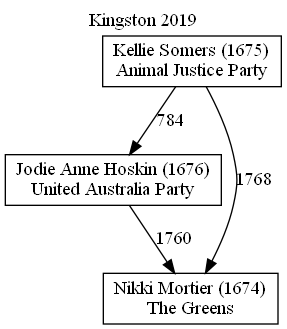 Kingston 2019
Kellie Somers (1675)
Animal Justice Party
784
Jodie Anne Hoskin (1676)
United Australia Party
1768
1760
Nikki Mortier (1674)
The Greens